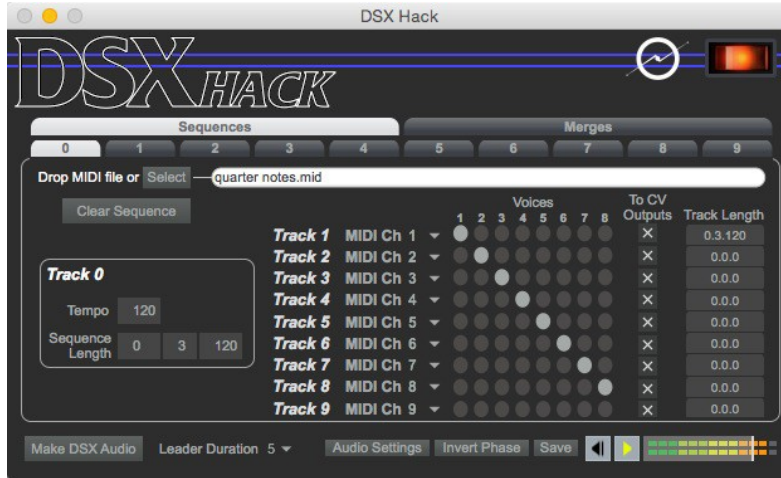 DSX Hack
DSX HACK
Sequences Merges
0 1 2 3 4 5 6 7 8 9
Drop MIDI file or Select quarter notes.mid
Clear Sequence
Voices To CV
1 2 3 4 5 6 7 8 Outputs Track Length
Track 1 MIDI Ch 1 0.3.120
Track 2 MIDI Ch 2 0.0.0
Track 3 MIDI Ch 3 0.0.0
Track 4 MIDI Ch 4 0.0.0
Track 5 MIDI Ch 5 0.0.0
Track 6 MIDI Ch 6 0.0.0
Track 7 MIDI Ch 7 0.0.0
Track 8 MIDI Ch 8 0.0.0
Track 9 MIDI Ch 9 0.0.0
Track 0
Tempo 120
Sequence
Length 0 3 120
Make DSX Audio Leader Duration 5 Audio Settings Invert Phase Save